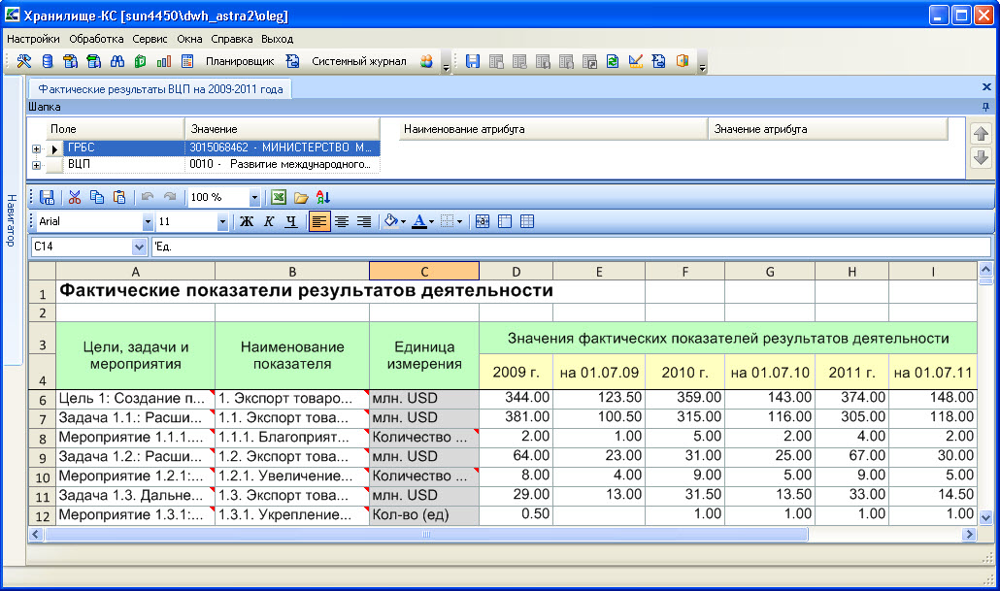 Хранилище-КС [sun4450\dwh_astra2\oleg]
Настройки Обработка Сервис Окна Справка Выход
Планировщик Системный журнал
Фактические результаты ВЦП на 2009-2011 года
Шапка
Поле Значение Наименование атрибута Значение атрибута
ГРБС 3015068462 - МИНИСТЕРСТВО М...
ВЦП 0010 - Развитие международного...
Навигатор
100 %
Arial 11 Ж К Ч
C14 'Ед.
A B C D E F G H I
1 Фактические показатели результатов деятельности
2
3 Цели, задачи и мероприятия Наименование показателя Единица измерения Значения фактических показателей результатов деятельности
4 2009 г. на 01.07.09 2010 г. на 01.07.10 2011 г. на 01.07.11
6 Цель 1: Создание п... 1. Экспорт товаро... млн. USD 344.00 123.50 359.00 143.00 374.00 148.00
7 Задача 1.1.: Расши... 1.1. Экспорт това... млн. USD 381.00 100.50 315.00 116.00 305.00 118.00
8 Мероприятие 1.1.1.... 1.1.1. Благоприят... Количество ... 2.00 1.00 5.00 2.00 4.00 2.00
9 Задача 1.2.: Расши... 1.2. Экспорт това... млн. USD 64.00 23.00 31.00 25.00 67.00 30.00
10 Мероприятие 1.2.1:... 1.2.1. Увеличение... Количество ... 8.00 4.00 9.00 5.00 9.00 5.00
11 Задача 1.3. Дальне... 1.3. Экспорт това... млн. USD 29.00 13.00 31.50 13.50 33.00 14.50
12 Мероприятие 1.3.1:... 1.3.1. Укрепление... Кол-во (ед) 0.50 1.00 1.00 1.00 1.00